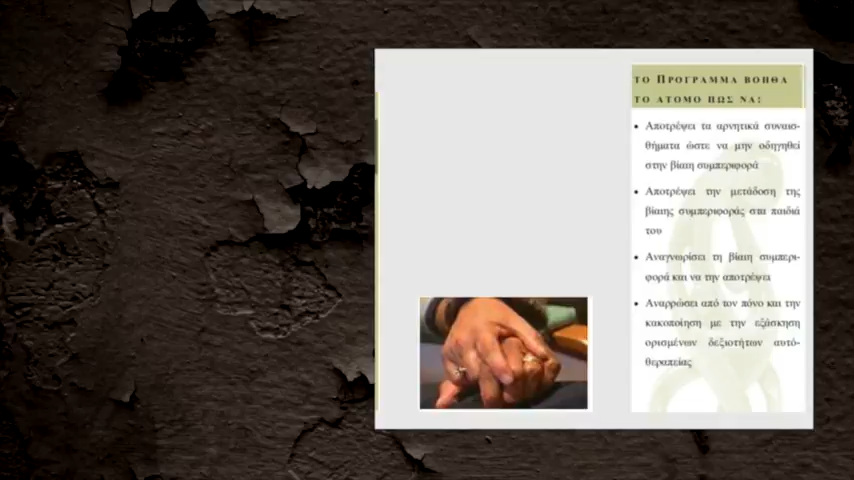 ΤΟ ΠΡΟΓΡΑΜΜΑ ΒΟΗΘΑ
ΤΟ ΑΤΟΜΟ ΠΩΣ ΝΑ:
• Αποτρέψει τα αρνητικά συναισ-
θήματα ώστε να μην οδηγηθεί
στην βίαιη συμπεριφορά
• Αποτρέψει την μετάδοση της
βίαιης συμπεριφοράς στα παιδιά
του
• Αναγνωρίσει τη βίαιη συμπερι-
φορά και να την αποτρέψει
• Αναρρώσει από τον πόνο και την
κακοποίηση με την εξάσκηση
ορισμένων δεξιοτήτων αυτό-
θεραπείας